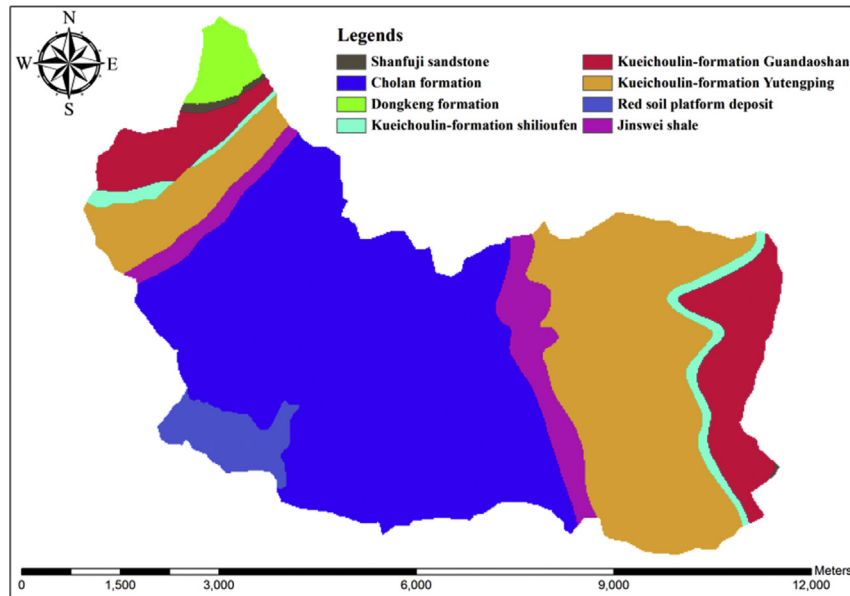 N
W
E
S
Legends
Shanfuji sandstone
Cholan formation
Dongkeng formation
Kueichoulin-formation shilioufen
Kueichoulin-formation Guandaoshan
Kueichoulin-formation Yutengping
Red soil platform deposit
Jinswei shale
Meters
0 1,500 3,000 6,000 9,000 12,000